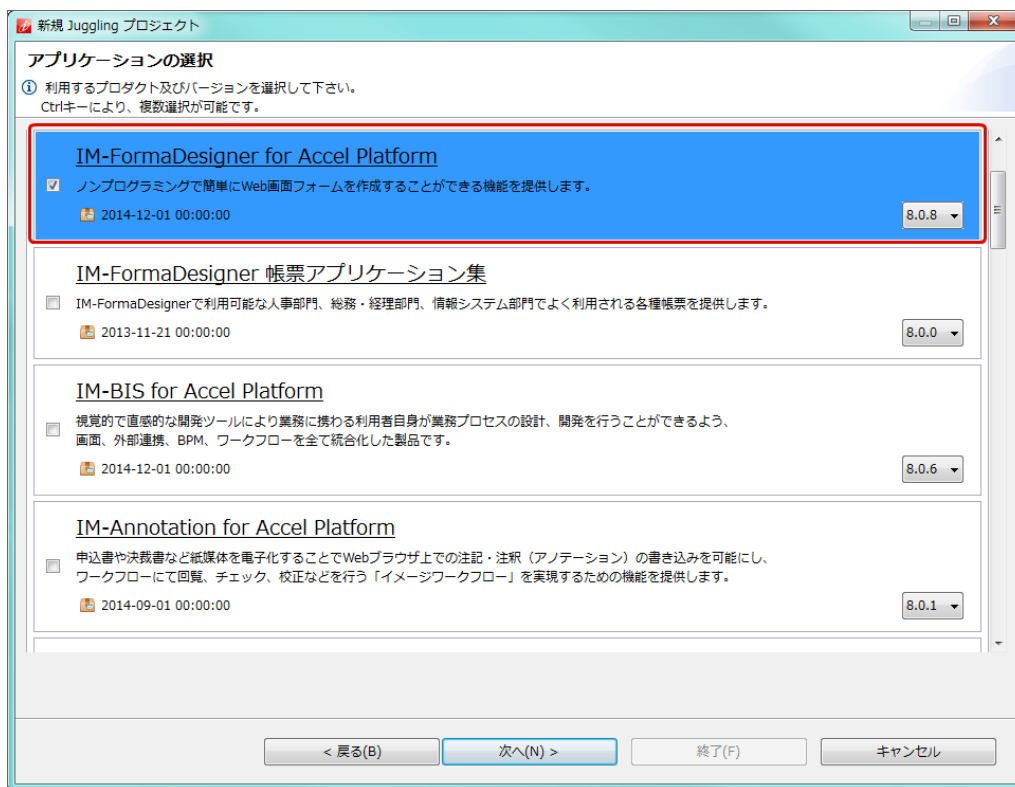 新規 Juggling プロジェクト
アプリケーションの選択
利用するプロダクト及びバージョンを選択して下さい。
Ctrlキーにより、複数選択が可能です。
IM-FormaDesigner for Accel Platform
ノンプログラミングで簡単にWeb画面フォームを作成することができる機能を提供します。
2014-12-01 00:00:00
8.0.8
IM-FormaDesigner 帳票アプリケーション集
IM-FormaDesignerで利用可能な人事部門、総務・経理部門、情報システム部門でよく利用される各種帳票を提供します。
2013-11-21 00:00:00
8.0.0
IM-BIS for Accel Platform
視覚的で直感的な開発ツールにより業務に携わる利用者自身が業務プロセスの設計、開発を行うことができるよう、
画面、外部連携、BPM、ワークフローを全て統合化した製品です。
2014-12-01 00:00:00
8.0.6
IM-Annotation for Accel Platform
申込書や決裁書など紙媒体を電子化することでWebブラウザ上での注記・注釈（アノテーション）の書き込みを可能にし、
ワークフローにて回覧、チェック、校正などを行う「イメージワークフロー」を実現するための機能を提供します。
2014-09-01 00:00:00
8.0.1
< 戻る(B)
次へ(N) >
終了(F)
キャンセル